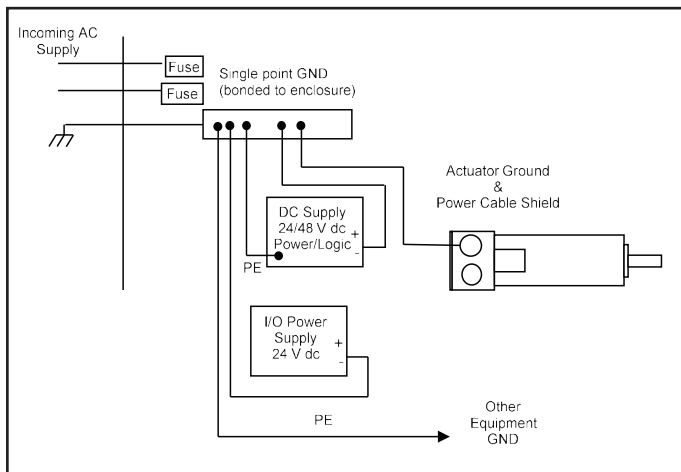 Incoming AC
Supply
Fuse
Fuse
Single point GND
(bonded to enclosure)
Actuator Ground
&
Power Cable Shield
DC Supply
24/48 V dc
Power/Logic
+
-
PE
I/O Power
Supply
24 V dc
+
-
PE
Other
Equipment
GND